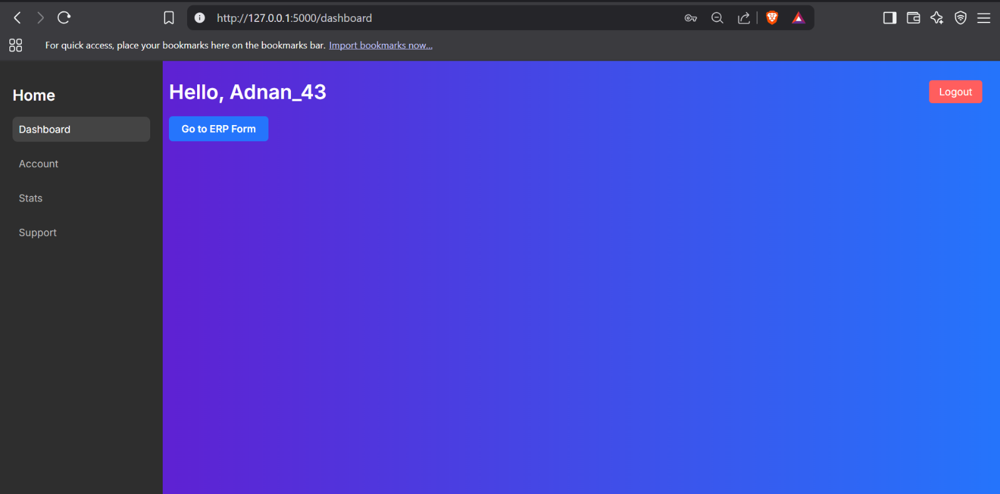 http://127.0.0.1:5000/dashboard
For quick access, place your bookmarks here on the bookmarks bar. Import bookmarks now...
Home
Dashboard
Account
Stats
Support
Hello, Adnan_43
Logout
Go to ERP Form